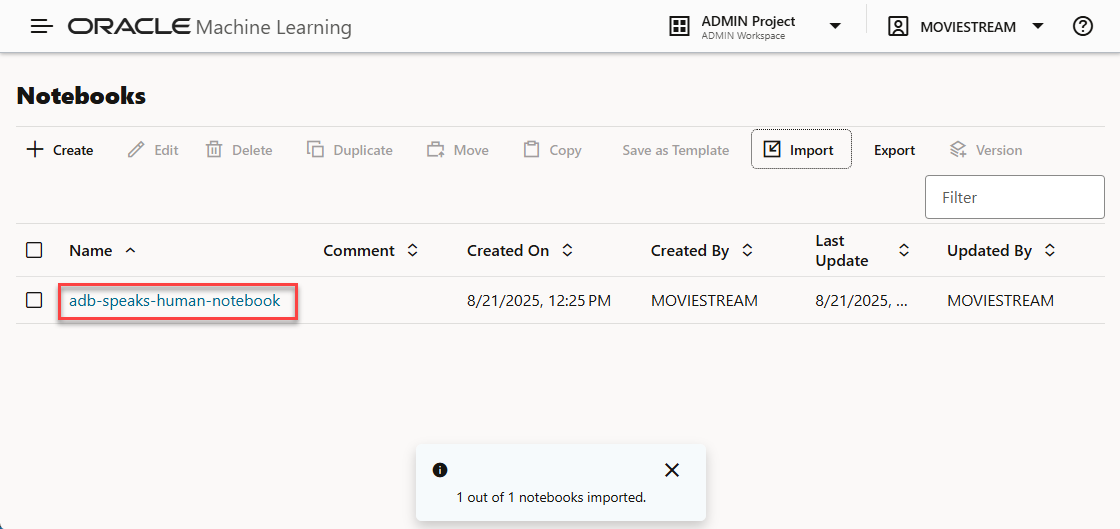 ORACLE Machine Learning
ADMIN Project
ADMIN Workspace
MOVIESTREAM
Notebooks
Create Edit Delete Duplicate Move Copy Save as Template Import Export Version
Filter
Name Comment Created On Created By Last Update Updated By
adb-speaks-human-notebook 8/21/2025, 12:25 PM MOVIESTREAM 8/21/2025, ... MOVIESTREAM
1 out of 1 notebooks imported.